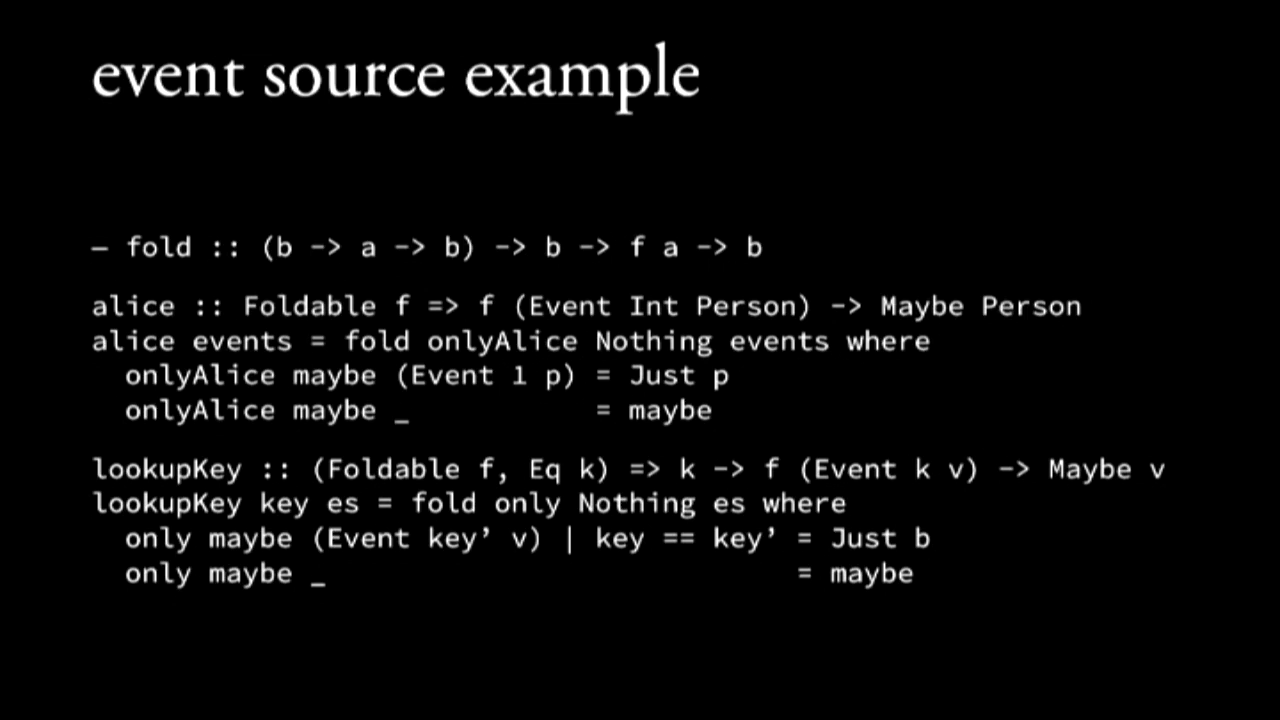 event source example
— fold :: (b -> a -> b) -> b -> f a -> b
alice :: Foldable f => f (Event Int Person) -> Maybe Person
alice events = fold onlyAlice Nothing events where
  onlyAlice maybe (Event 1 p) = Just p
  onlyAlice maybe _           = maybe
lookupKey :: (Foldable f, Eq k) => k -> f (Event k v) -> Maybe v
lookupKey key es = fold only Nothing es where
  only maybe (Event key’ v) | key == key’ = Just b
  only maybe _                            = maybe